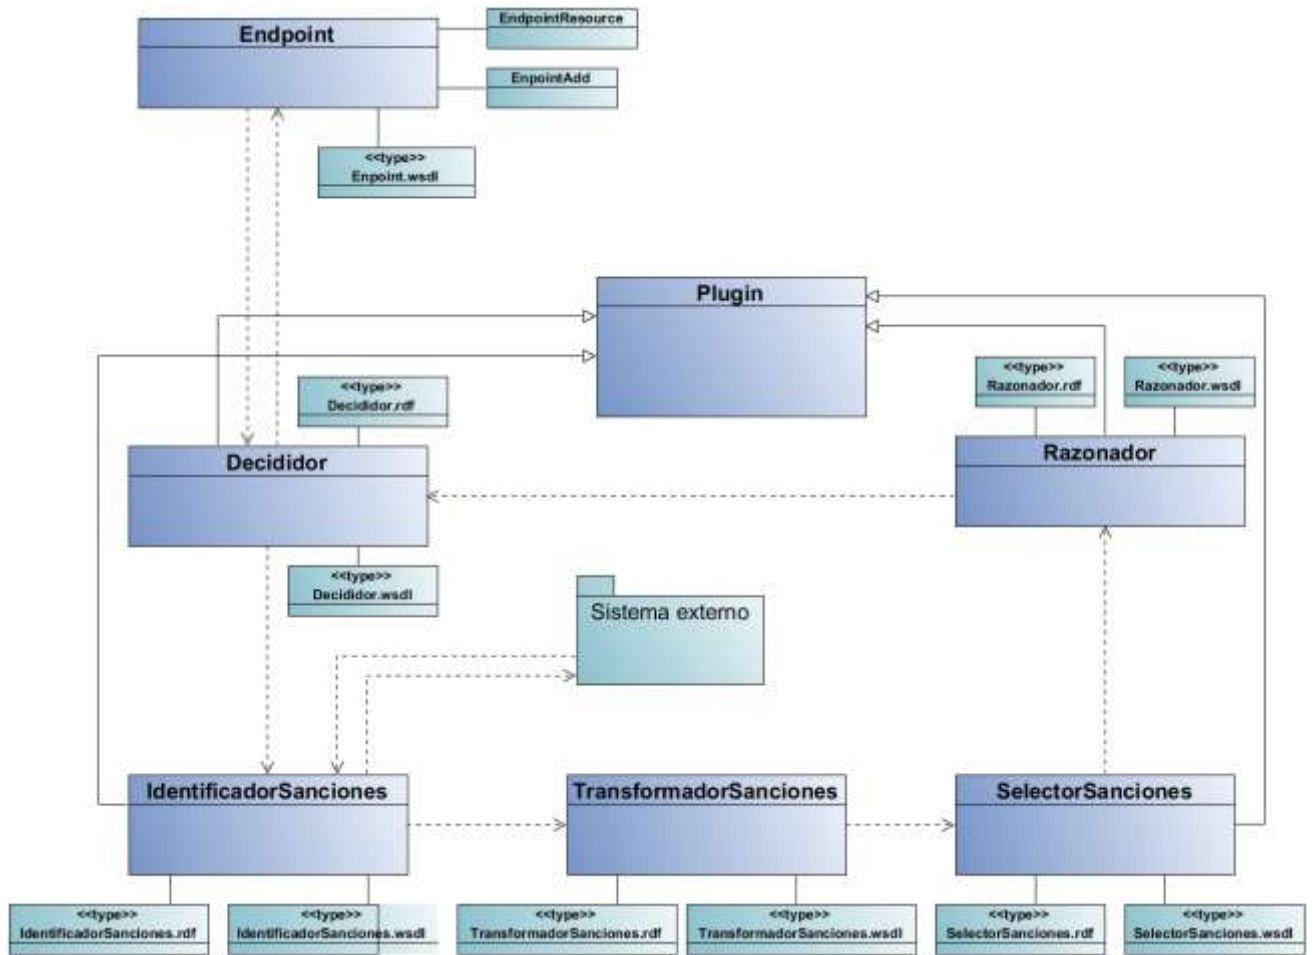 EndpointResource
Endpoint
EnpointAdd
<<type>>
Enpoint.wsdl
Plugin
<<type>>
Razonador.rdf
<<type>>
Razonador.wsdl
<<type>>
Decididor.rdf
Decididor
Razonador
<<type>>
Decididor.wsdl
Sistema externo
IdentificadorSanciones
TransformadorSanciones
SelectorSanciones
<<type>>
IdentificadorSanciones.rdf
<<type>>
IdentificadorSanciones.wsdl
<<type>>
TransformadorSanciones.rdf
<<type>>
TransformadorSanciones.wsdl
<<type>>
SelectorSanciones.rdf
<<type>>
SelectorSanciones.wsdl